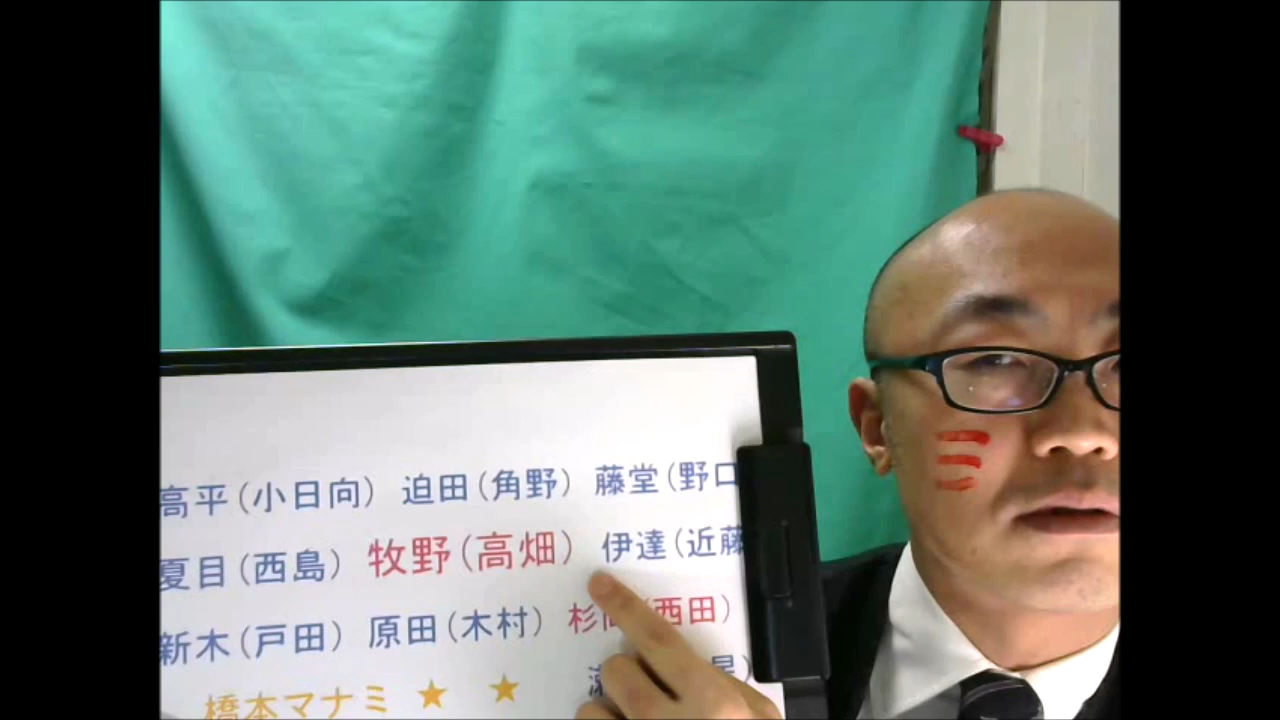 高平(小日向) 迫田(角野) 藤堂(野口
夏目(西島) 牧野(高畑) 伊達(近藤
新木(戸田) 原田(木村) 杉 (西田)
橋本マナミ ★ ★